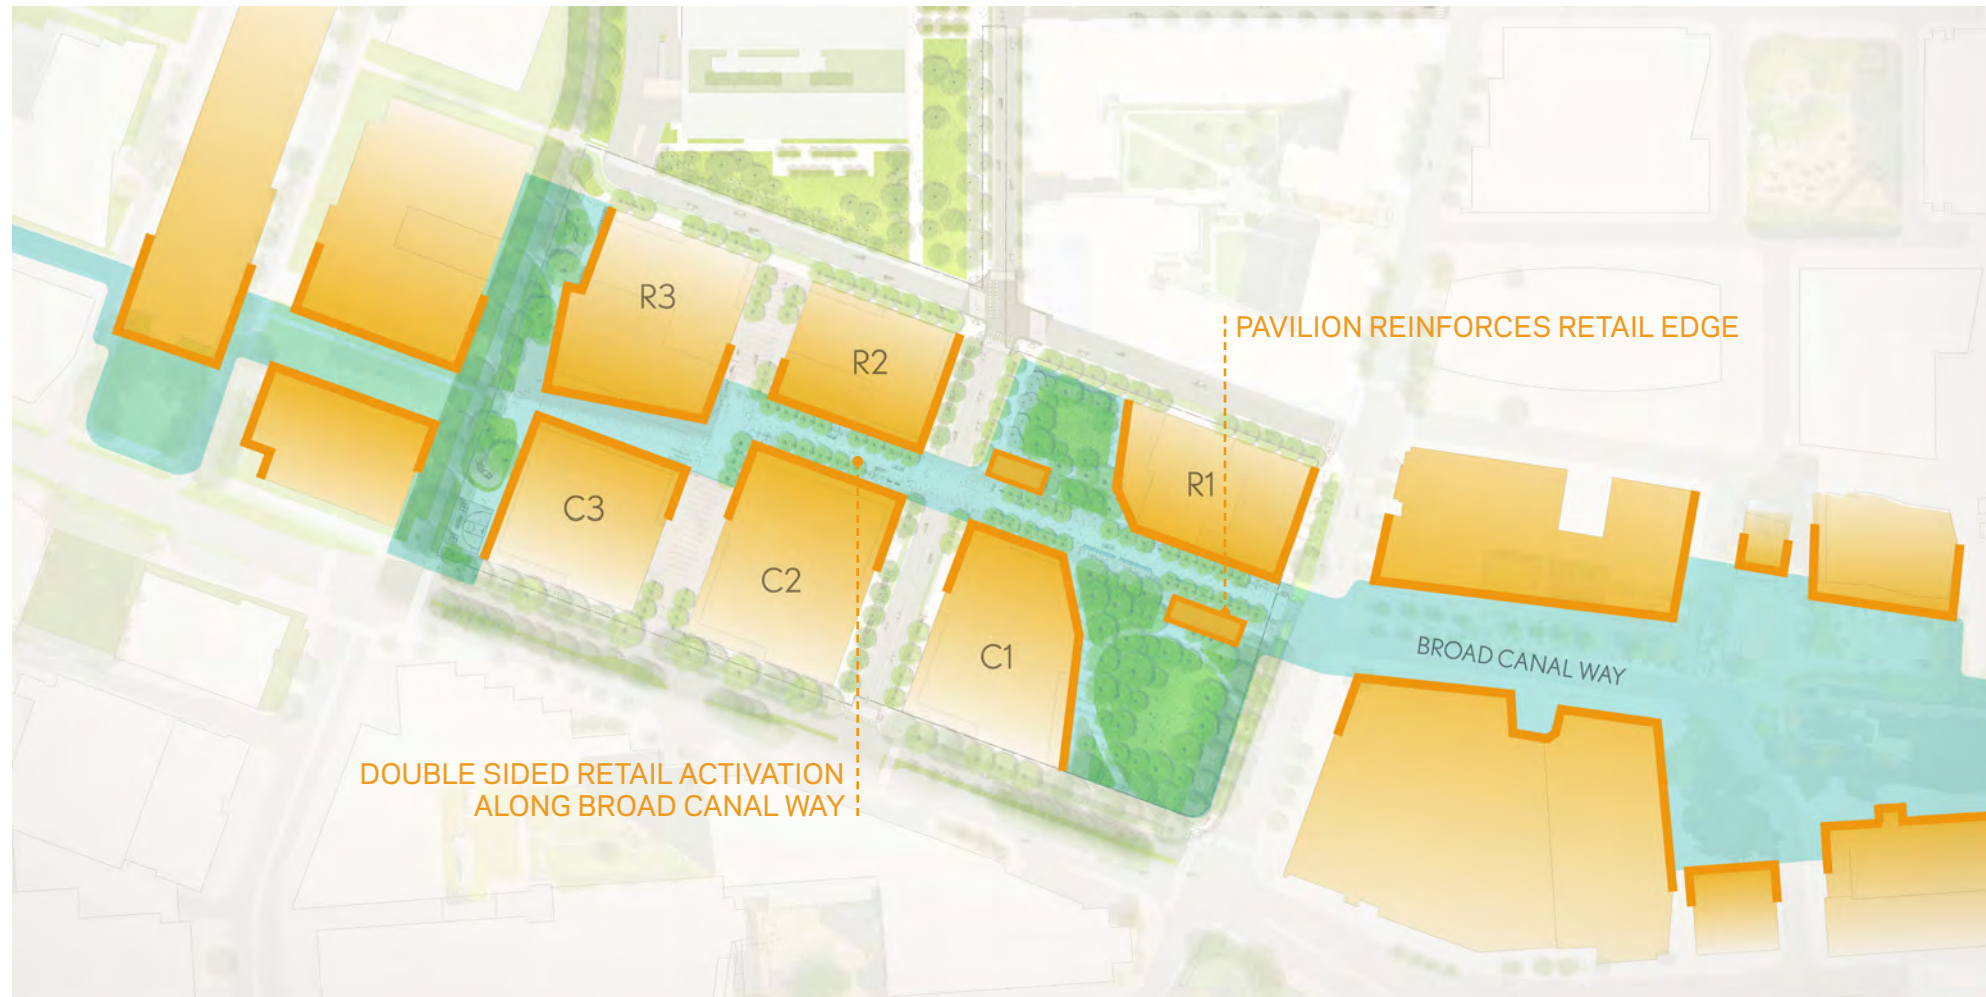 R3
R2
PAVILION REINFORCES RETAIL EDGE
R1
C3
C2
C1
BROAD CANAL WAY
DOUBLE SIDED RETAIL ACTIVATION
ALONG BROAD CANAL WAY